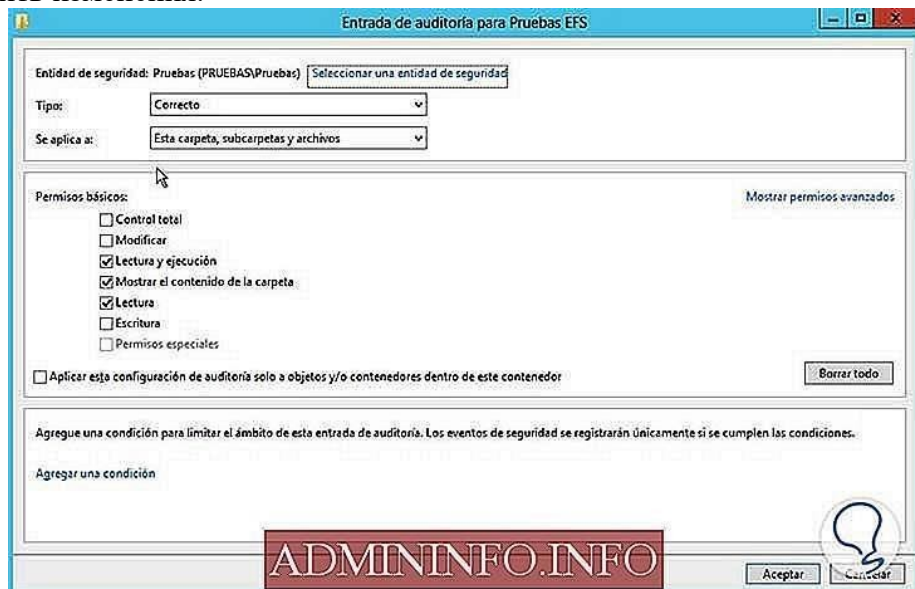 Entrada de auditoría para Pruebas EFS
Entidad de seguridad: Pruebas (PRUEBAS\Pruebas) Seleccionar una entidad de seguridad
Tipo: Correcto
Se aplica a: Esta carpeta, subcarpetas y archivos
Permisos básicos: Mostrar permisos avanzados
Control total
Modificar
Lectura y ejecución
Mostrar el contenido de la carpeta
Lectura
Escritura
Permisos especiales
Aplicar esta configuración de auditoría solo a objetos y/o contenedores dentro de este contenedor Borrar todo
Agregue una condición para limitar el ámbito de esta entrada de auditoría. Los eventos de seguridad se registrarán únicamente si se cumplen las condiciones.
Agregar una condición
ADMININFO.INFO
Aceptar Cancelar